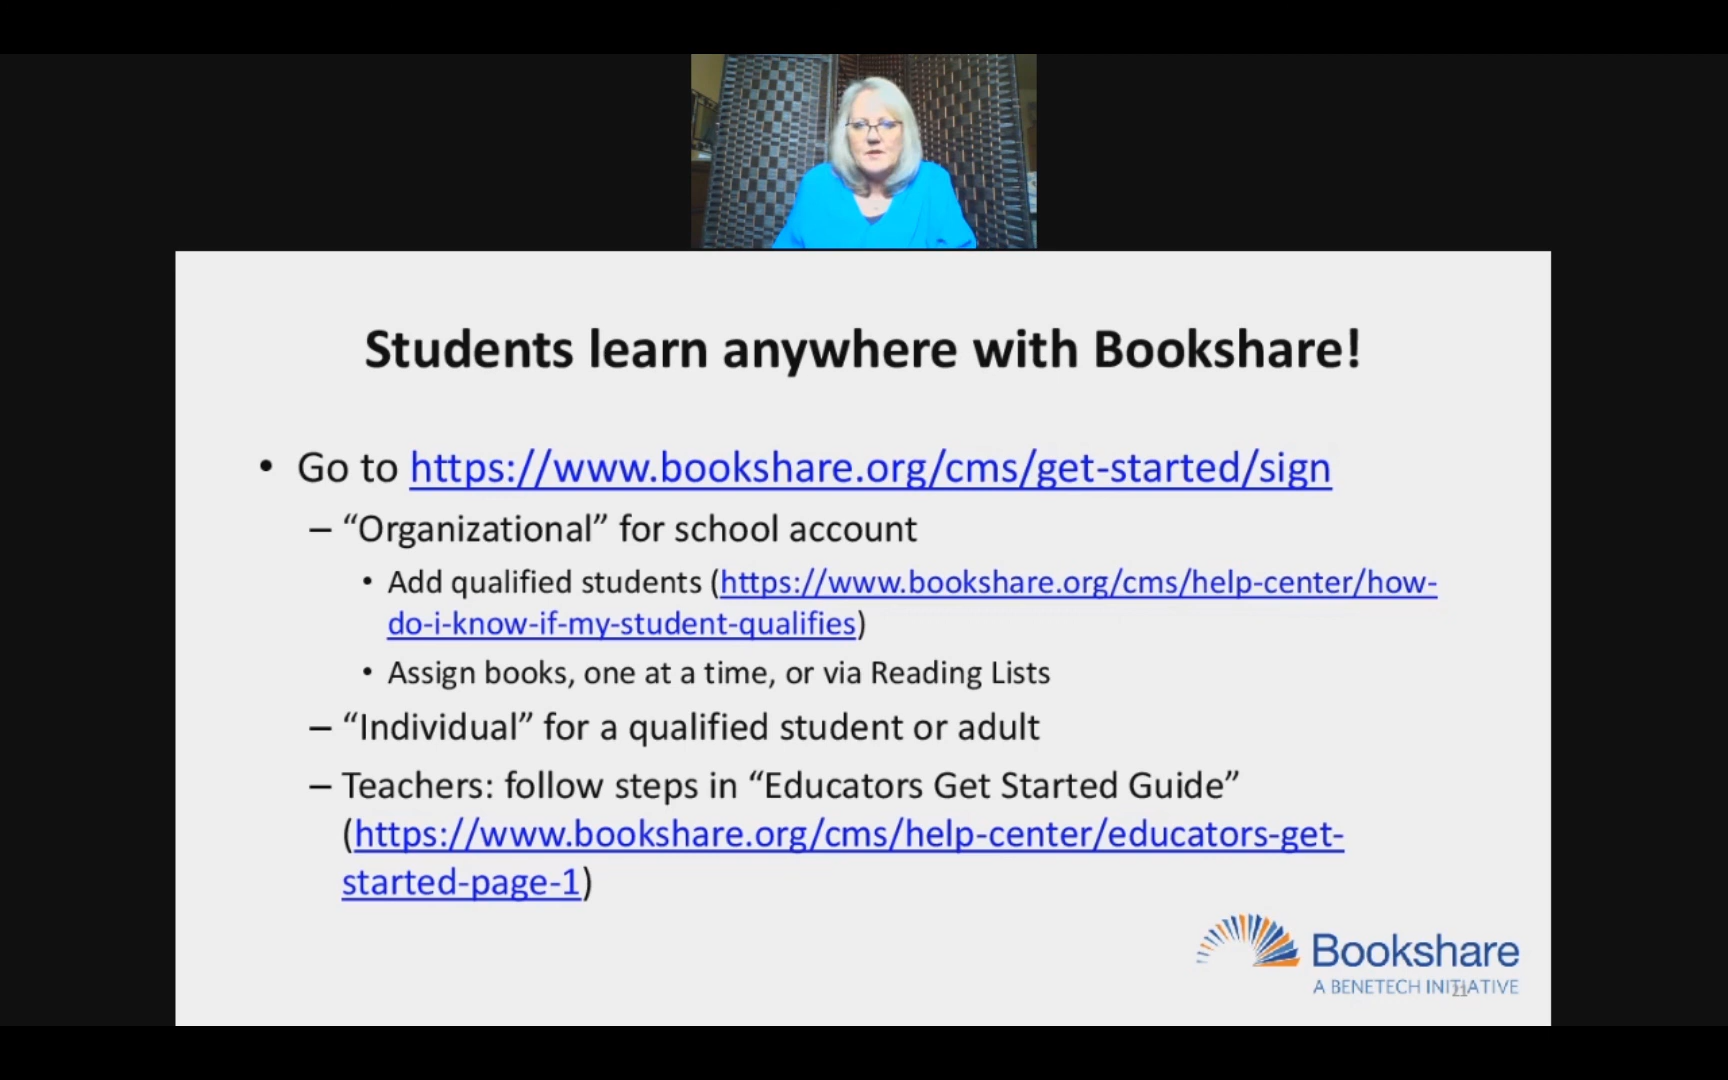 Students learn anywhere with Bookshare!
• Go to https://www.bookshare.org/cms/get-started/sign
– “Organizational” for school account
• Add qualified students (https://www.bookshare.org/cms/help-center/how-
do-i-know-if-my-student-qualifies)
• Assign books, one at a time, or via Reading Lists
– “Individual” for a qualified student or adult
– Teachers: follow steps in “Educators Get Started Guide”
(https://www.bookshare.org/cms/help-center/educators-get-
started-page-1)
Bookshare
A BENETECH INITIATIVE
21